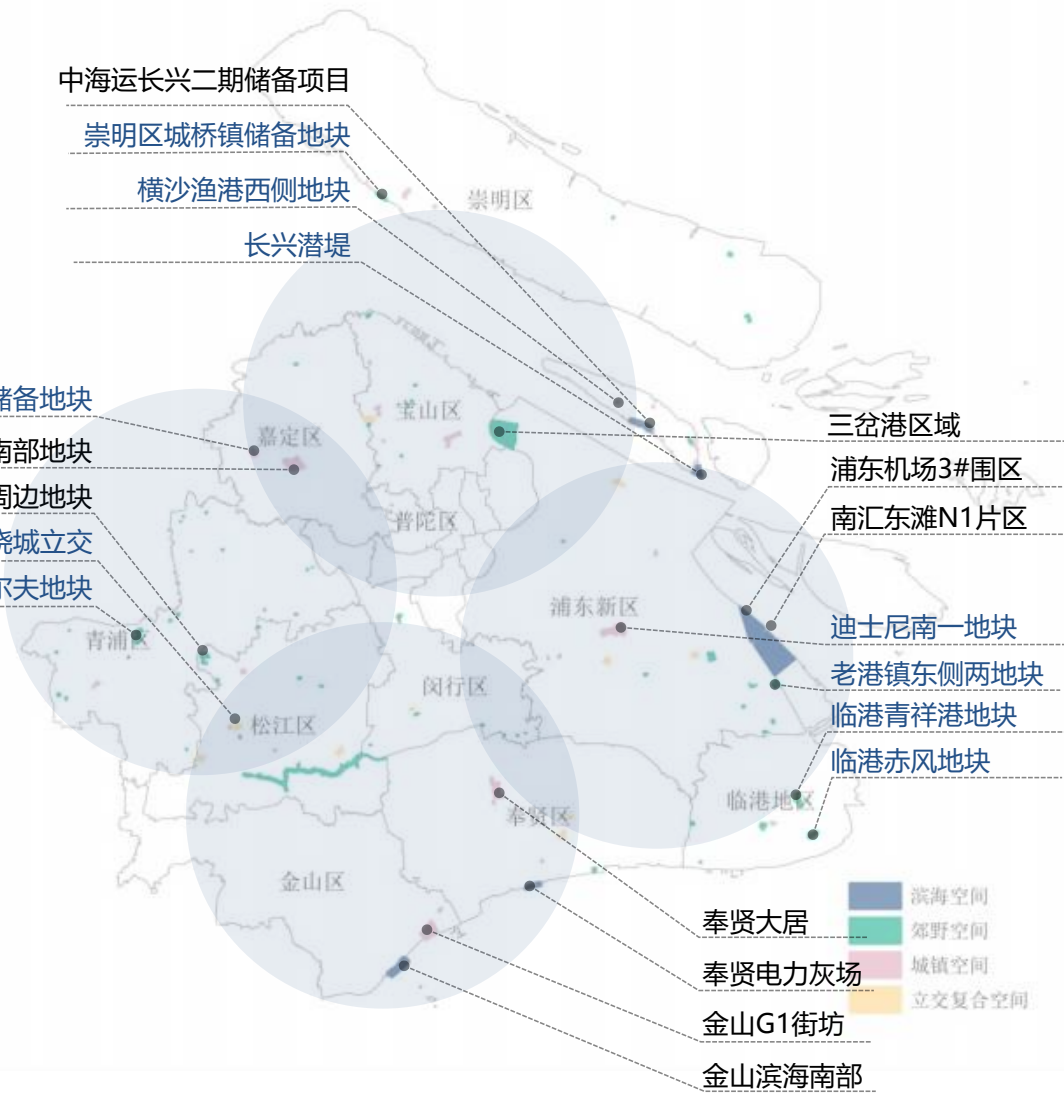 中海运长兴二期储备项目
崇明区城桥镇储备地块
横沙渔港西侧地块
长兴潜堤
崇明区
储备地块
南部地块
周边地块
绕城立交
尔夫地块
宝山区
嘉定区
普陀区
浦东新区
青浦区
闵行区
松江区
临港地区
奉贤区
金山区
三岔港区域
浦东机场3#围区
南汇东滩N1片区
迪士尼南一地块
老港镇东侧两地块
临港青祥港地块
临港赤风地块
奉贤大居
奉贤电力灰场
金山G1街坊
金山滨海南部
滨海空间
郊野空间
城镇空间
立交复合空间